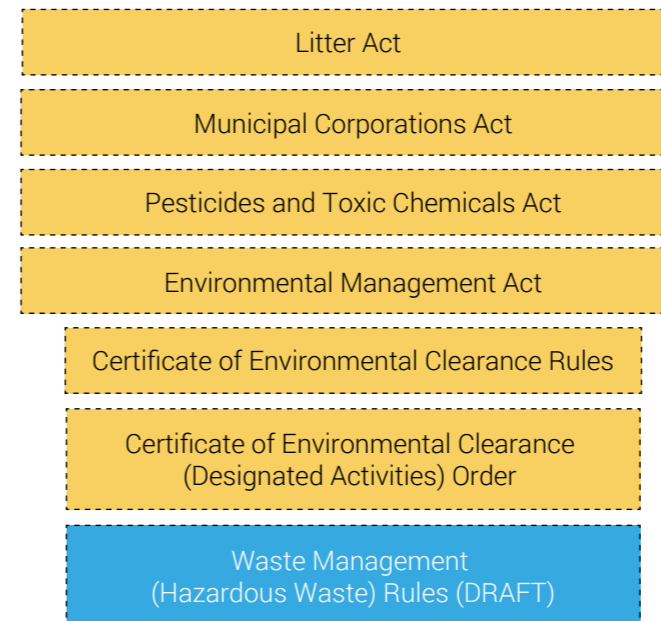 Litter Act
Municipal Corporations Act
Pesticides and Toxic Chemicals Act
Environmental Management Act
Certificate of Environmental Clearance Rules
Certificate of Environmental Clearance
(Designated Activities) Order
Waste Management
(Hazardous Waste) Rules (DRAFT)